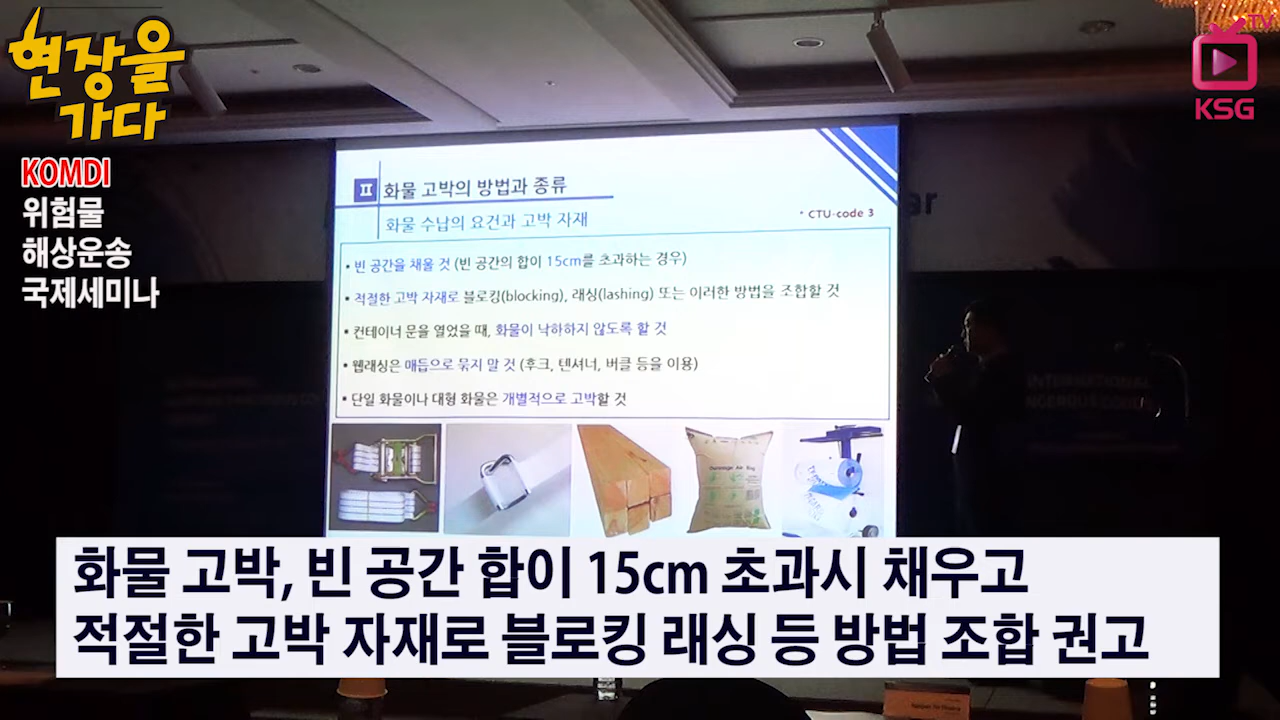 현장을
가다
TV
KSG
KOMDI
위험물
해상운송
국제세미나
II 화물 고박의 방법과 종류
화물 수납의 요건과 고박 자재
* CTU-code 3
ar
• 빈 공간을 채울 것 (빈 공간의 합이 15cm를 초과하는 경우)
• 적절한 고박 자재로 블로킹(blocking), 래싱(lashing) 또는 이러한 방법을 조합할 것
• 컨테이너 문을 열었을 때, 화물이 낙하하지 않도록 할 것
• 웹래싱은 매듭으로 묶지 말 것 (후크, 텐셔너, 버클 등을 이용)
• 단일 화물이나 대형 화물은 개별적으로 고박할 것
INTERNATIONAL
화물 고박, 빈 공간 합이 15cm 초과시 채우고
적절한 고박 자재로 블로킹 래싱 등 방법 조합 권고